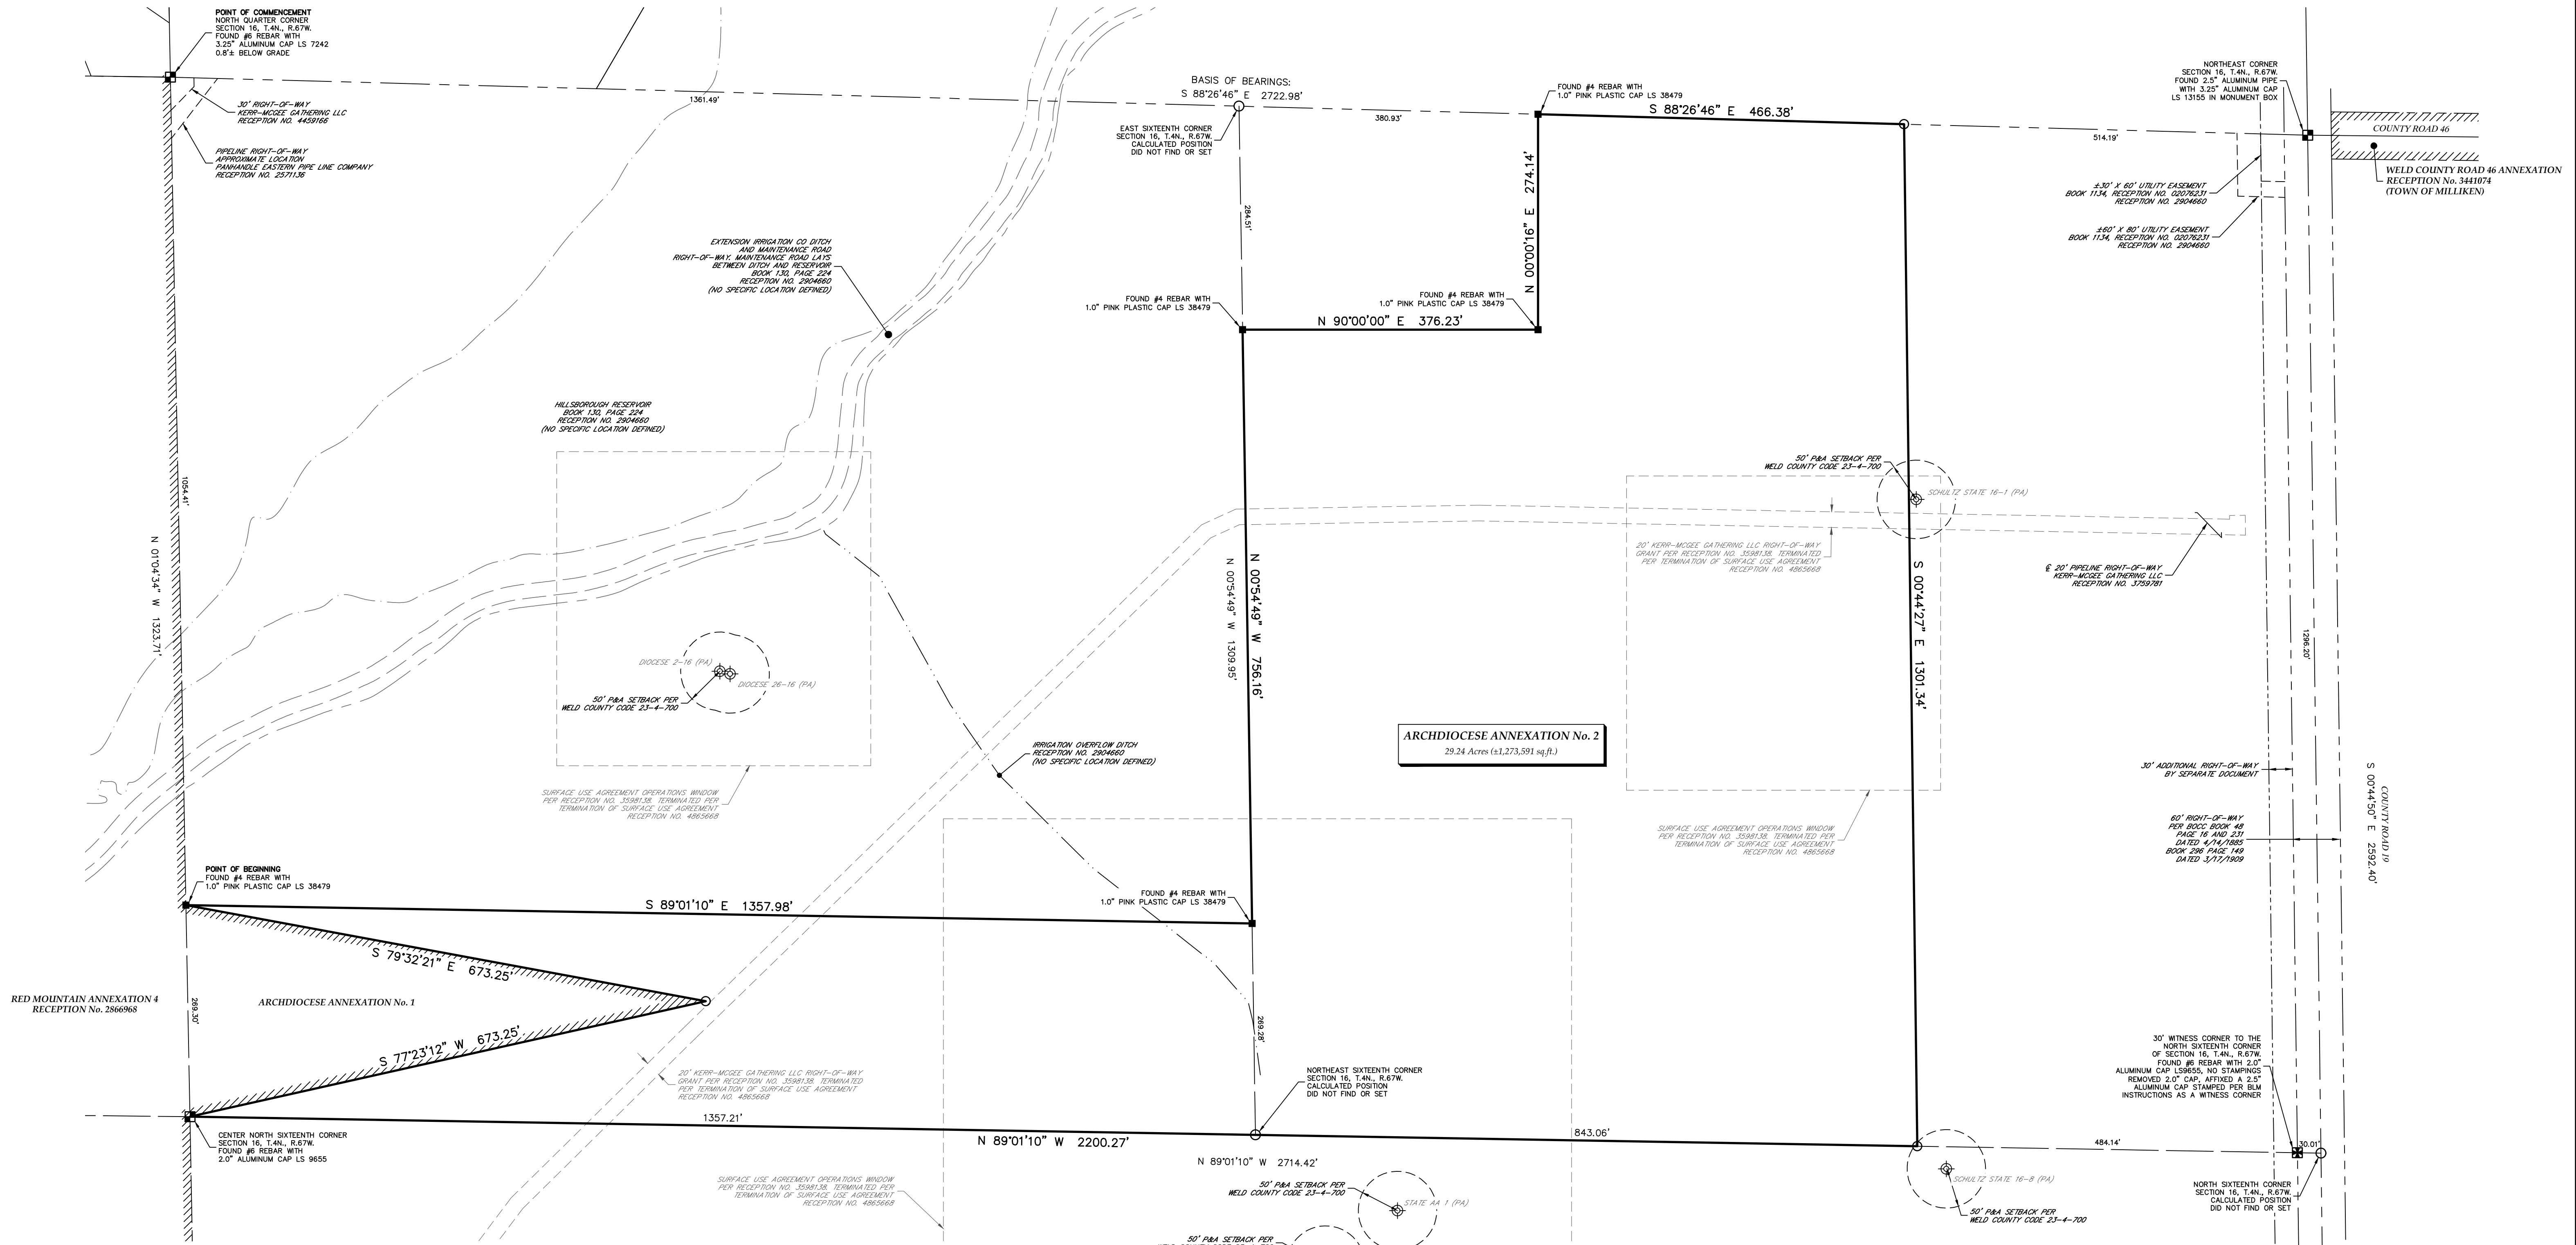 POINT OF COMMENCEMENT
NORTH QUARTER CORNER
SECTION 16, T.4N., R.67W.
FOUND #6 REBAR WITH
3.25" ALUMINUM CAP LS 7242
0.8'± BELOW GRADE
30' RIGHT-OF-WAY
KERR-MCGEE GATHERING LLC
RECEPTION NO. 4459166
PIPELINE RIGHT-OF-WAY
APPROXIMATE LOCATION
PANHANDLE EASTERN PIPE LINE COMPANY
RECEPTION NO. 2571136
1361.49'
BASIS OF BEARINGS:
S 88°26'46" E 2722.98'
EAST SIXTEENTH CORNER
SECTION 16, T.4N., R.67W.
CALCULATED POSITION
DID NOT FIND OR SET
380.93'
FOUND #4 REBAR WITH
1.0" PINK PLASTIC CAP LS 38479
S 88°26'46" E 466.38'
514.19'
NORTHEAST CORNER
SECTION 16, T.4N., R.67W.
FOUND 2.5" ALUMINUM PIPE
WITH 3.25" ALUMINUM CAP
LS 13155 IN MONUMENT BOX
COUNTY ROAD 46
WELD COUNTY ROAD 46 ANNEXATION
RECEPTION No. 3441074
(TOWN OF MILLIKEN)
±30' X 60' UTILITY EASEMENT
BOOK 1134, RECEPTION NO. 02076231
RECEPTION NO. 2904660
±60' X 80' UTILITY EASEMENT
BOOK 1134, RECEPTION NO. 02076231
RECEPTION NO. 2904660
284.51'
N 00°00'16" E 274.14'
EXTENSION IRRIGATION CO DITCH
AND MAINTENANCE ROAD
RIGHT-OF-WAY. MAINTENANCE ROAD LAYS
BETWEEN DITCH AND RESERVOIR
BOOK 130, PAGE 224
RECEPTION NO. 2904660
(NO SPECIFIC LOCATION DEFINED)
FOUND #4 REBAR WITH
1.0" PINK PLASTIC CAP LS 38479
FOUND #4 REBAR WITH
1.0" PINK PLASTIC CAP LS 38479
N 90°00'00" E 376.23'
HILLSBOROUGH RESERVOIR
BOOK 130, PAGE 224
RECEPTION NO. 2904660
(NO SPECIFIC LOCATION DEFINED)
1054.41'
N 01°04'34" W 1323.71'
50' P&A SETBACK PER
WELD COUNTY CODE 23-4-700
SCHULTZ STATE 16-1 (PA)
20' KERR-MCGEE GATHERING LLC RIGHT-OF-WAY
GRANT PER RECEPTION NO. 3598138. TERMINATED
PER TERMINATION OF SURFACE USE AGREEMENT
RECEPTION NO. 4865668
℄ 20' PIPELINE RIGHT-OF-WAY
KERR-MCGEE GATHERING LLC
RECEPTION NO. 3759781
N 00°54'49" W 1309.95'
N 00°54'49" W 756.16'
S 00°44'27" E 1301.34'
1296.20'
DIOCESE 2-16 (PA)
DIOCESE 26-16 (PA)
50' P&A SETBACK PER
WELD COUNTY CODE 23-4-700
IRRIGATION OVERFLOW DITCH
RECEPTION NO. 2904660
(NO SPECIFIC LOCATION DEFINED)
ARCHDIOCESE ANNEXATION No. 2
29.24 Acres (±1,273,591 sq.ft.)
SURFACE USE AGREEMENT OPERATIONS WINDOW
PER RECEPTION NO. 3598138. TERMINATED PER
TERMINATION OF SURFACE USE AGREEMENT
RECEPTION NO. 4865668
SURFACE USE AGREEMENT OPERATIONS WINDOW
PER RECEPTION NO. 3598138. TERMINATED PER
TERMINATION OF SURFACE USE AGREEMENT
RECEPTION NO. 4865668
30' ADDITIONAL RIGHT-OF-WAY
BY SEPARATE DOCUMENT
60' RIGHT-OF-WAY
PER BOCC BOOK 48
PAGE 16 AND 231
DATED 4/14/1885
BOOK 296 PAGE 149
DATED 3/17/1909
S 00°44'50" E 2592.40'
COUNTY ROAD 19
POINT OF BEGINNING
FOUND #4 REBAR WITH
1.0" PINK PLASTIC CAP LS 38479
S 89°01'10" E 1357.98'
FOUND #4 REBAR WITH
1.0" PINK PLASTIC CAP LS 38479
S 79°32'21" E 673.25'
RED MOUNTAIN ANNEXATION 4
RECEPTION No. 2866968
269.30'
ARCHDIOCESE ANNEXATION No. 1
S 77°23'12" W 673.25'
269.28'
20' KERR-MCGEE GATHERING LLC RIGHT-OF-WAY
GRANT PER RECEPTION NO. 3598138. TERMINATED
PER TERMINATION OF SURFACE USE AGREEMENT
RECEPTION NO. 4865668
NORTHEAST SIXTEENTH CORNER
SECTION 16, T.4N., R.67W.
CALCULATED POSITION
DID NOT FIND OR SET
30' WITNESS CORNER TO THE
NORTH SIXTEENTH CORNER
OF SECTION 16, T.4N., R.67W.
FOUND #6 REBAR WITH 2.0"
ALUMINUM CAP LS9655, NO STAMPINGS
REMOVED 2.0" CAP, AFFIXED A 2.5"
ALUMINUM CAP STAMPED PER BLM
INSTRUCTIONS AS A WITNESS CORNER
1357.21'
843.06'
N 89°01'10" W 2200.27'
484.14'
30.01'
CENTER NORTH SIXTEENTH CORNER
SECTION 16, T.4N., R.67W.
FOUND #6 REBAR WITH
2.0" ALUMINUM CAP LS 9655
N 89°01'10" W 2714.42'
SURFACE USE AGREEMENT OPERATIONS WINDOW
PER RECEPTION NO. 3598138. TERMINATED PER
TERMINATION OF SURFACE USE AGREEMENT
RECEPTION NO. 4865668
50' P&A SETBACK PER
WELD COUNTY CODE 23-4-700
STATE AA 1 (PA)
SCHULTZ STATE 16-8 (PA)
50' P&A SETBACK PER
WELD COUNTY CODE 23-4-700
NORTH SIXTEENTH CORNER
SECTION 16, T.4N., R.67W.
CALCULATED POSITION
DID NOT FIND OR SET
50' P&A SETBACK PER